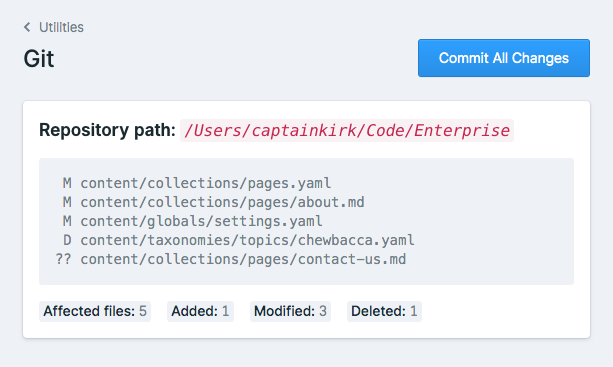 Utilities
Git
Commit All Changes
Repository path: /Users/captainkirk/Code/Enterprise
M content/collections/pages.yaml
M content/collections/pages/about.md
M content/globals/settings.yaml
D content/taxonomies/topics/chewbacca.yaml
?? content/collections/pages/contact-us.md
Affected files: 5 Added: 1 Modified: 3 Deleted: 1